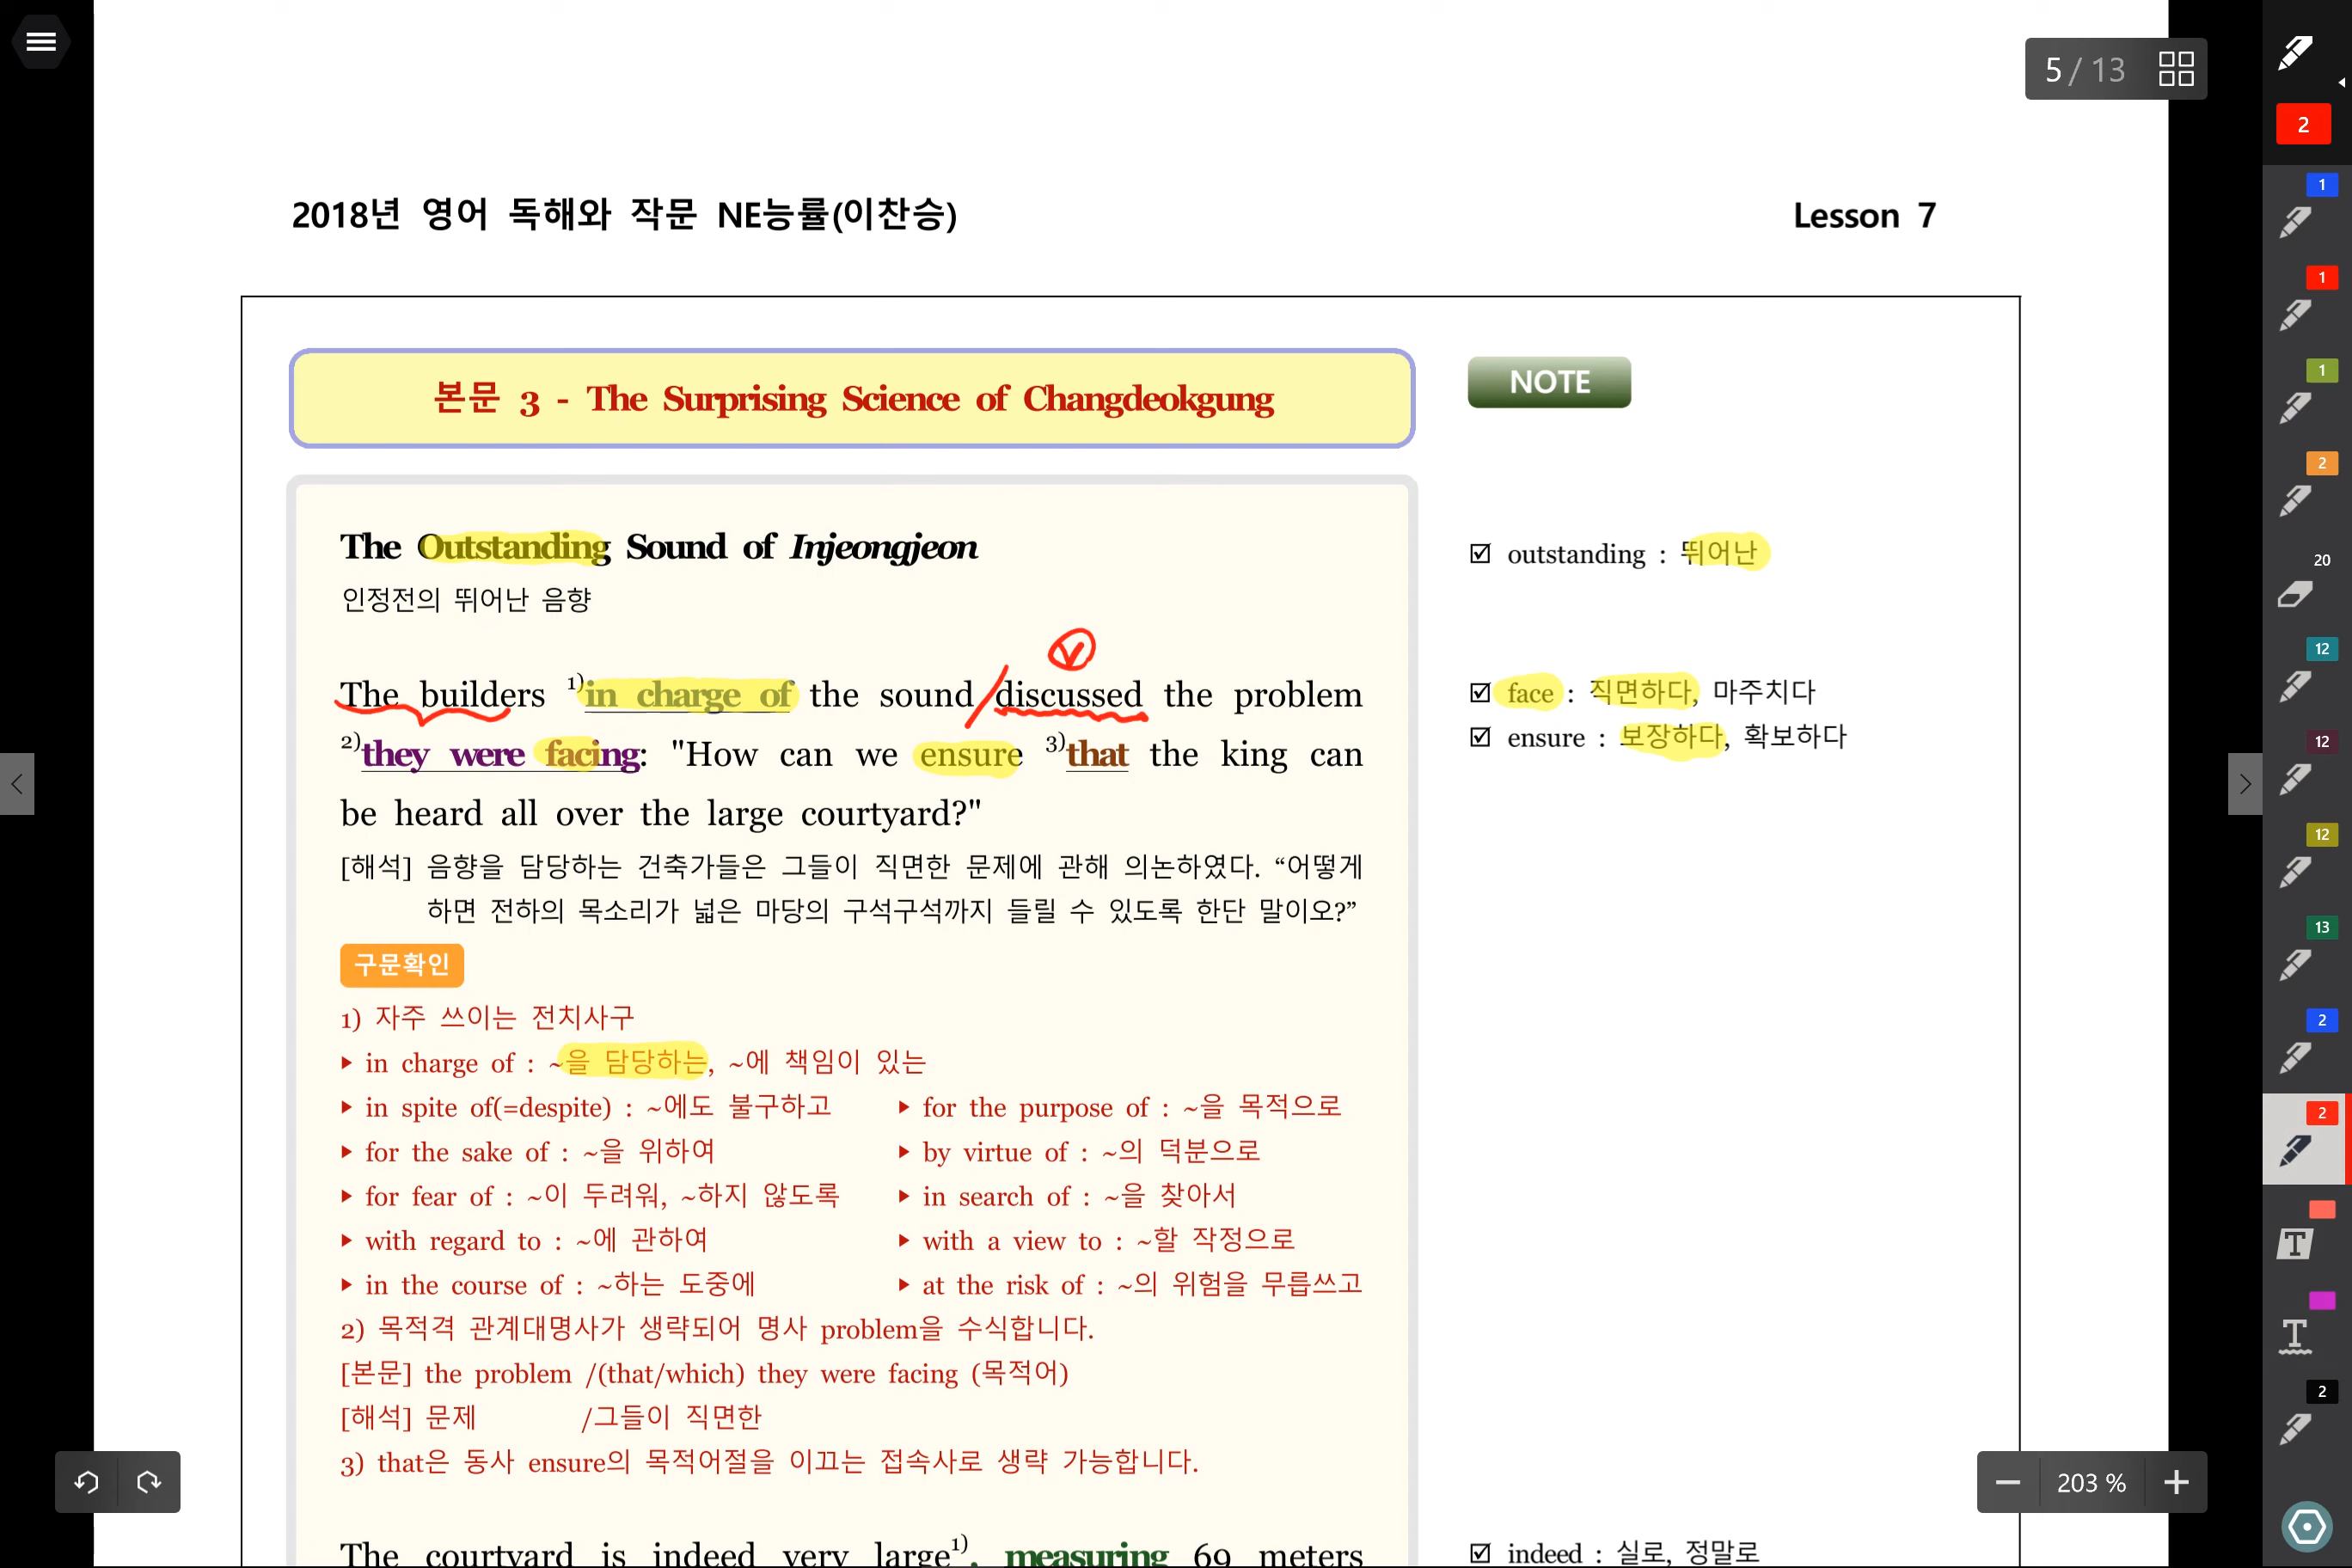 5 / 13
2
2018년 영어 독해와 작문 NE능률(이찬승)
Lesson 7
본문 3 - The Surprising Science of Changdeokgung
NOTE
The Outstanding Sound of Injeongjeon
인정전의 뛰어난 음향
☑ outstanding : 뛰어난
V
The builders 1)in charge of the sound / discussed the problem
2)they were facing: "How can we ensure 3)that the king can
be heard all over the large courtyard?"
☑ face : 직면하다, 마주치다
☑ ensure : 보장하다, 확보하다
[해석] 음향을 담당하는 건축가들은 그들이 직면한 문제에 관해 의논하였다. “어떻게
하면 전하의 목소리가 넓은 마당의 구석구석까지 들릴 수 있도록 한단 말이오?”
구문확인
1) 자주 쓰이는 전치사구
▸ in charge of : ~을 담당하는, ~에 책임이 있는
▸ in spite of(=despite) : ~에도 불구하고 ▸ for the purpose of : ~을 목적으로
▸ for the sake of : ~을 위하여 ▸ by virtue of : ~의 덕분으로
▸ for fear of : ~이 두려워, ~하지 않도록 ▸ in search of : ~을 찾아서
▸ with regard to : ~에 관하여 ▸ with a view to : ~할 작정으로
▸ in the course of : ~하는 도중에 ▸ at the risk of : ~의 위험을 무릅쓰고
2) 목적격 관계대명사가 생략되어 명사 problem을 수식합니다.
[본문] the problem /(that/which) they were facing (목적어)
[해석] 문제 /그들이 직면한
3) that은 동사 ensure의 목적어절을 이끄는 접속사로 생략 가능합니다.
The courtyard is indeed very large1), measuring 69 meters
☑ indeed : 실로, 정말로
203 %
1
1
1
2
20
12
12
12
13
2
2
T
T
2